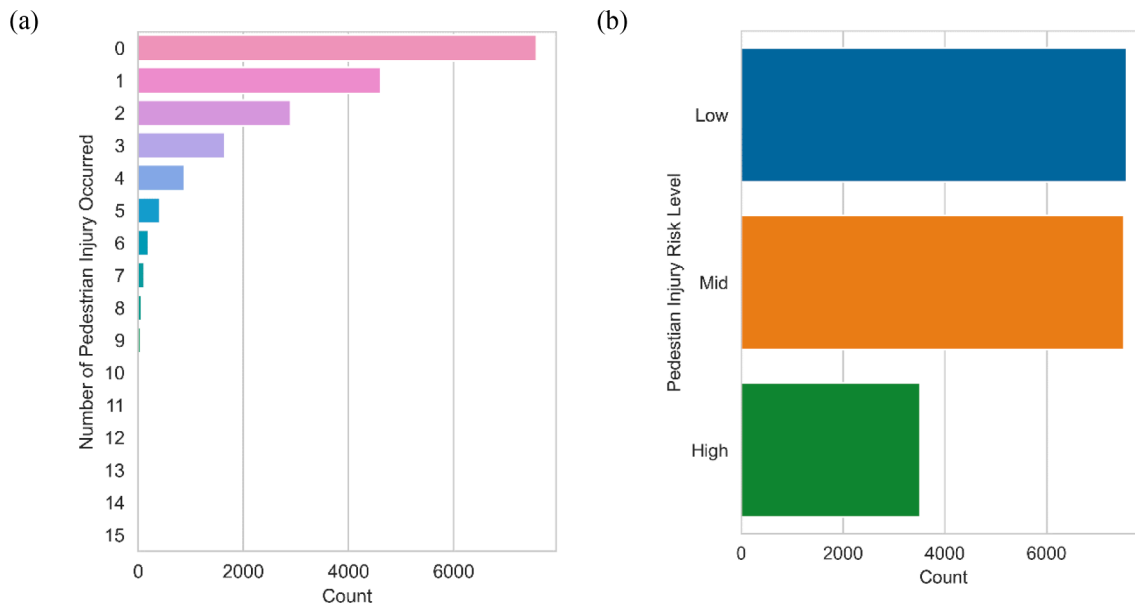 (a)
Number of Pedestrian Injury Occurred
0
1
2
3
4
5
6
7
8
9
10
11
12
13
14
15
0 2000 4000 6000
Count
(b)
Pedestian Injury Risk Level
Low
Mid
High
0 2000 4000 6000
Count